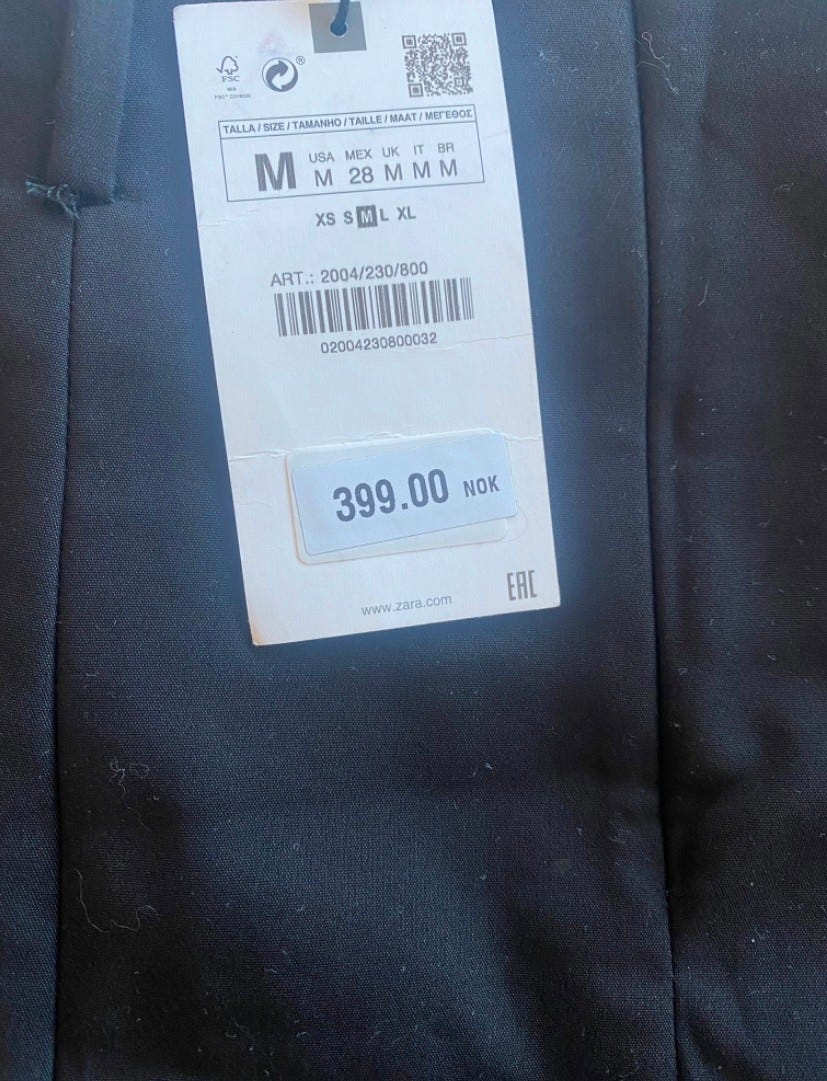 FSC
MIX
®
TALLA / SIZE / TAMANHO / TAILLE / MAAT / ΜΕΓΕΘΟΣ
M
USA MEX UK IT BR
M 28 M M M
XS S M L XL
ART.: 2004/230/800
02004230800032
399.00 NOK
www.zara.com
EAC